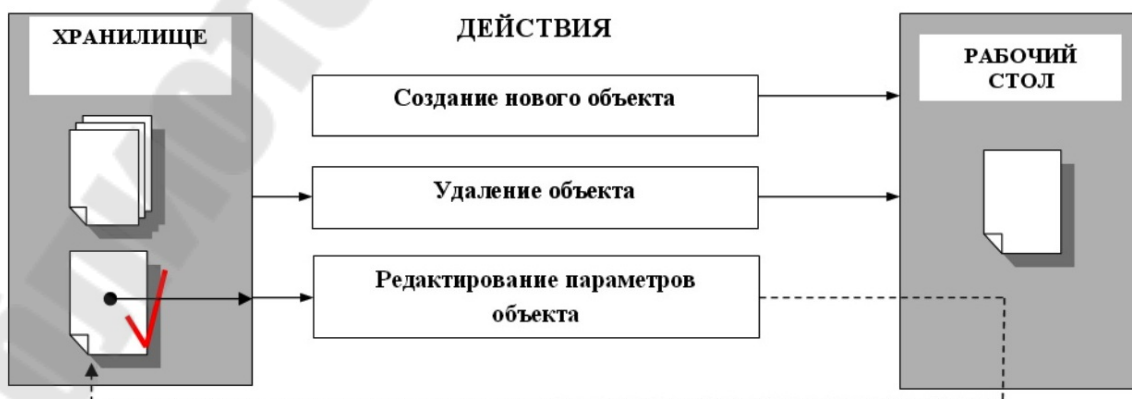 ХРАНИЛИЩЕ
ДЕЙСТВИЯ
РАБОЧИЙ
СТОЛ
Создание нового объекта
Удаление объекта
Редактирование параметров
объекта